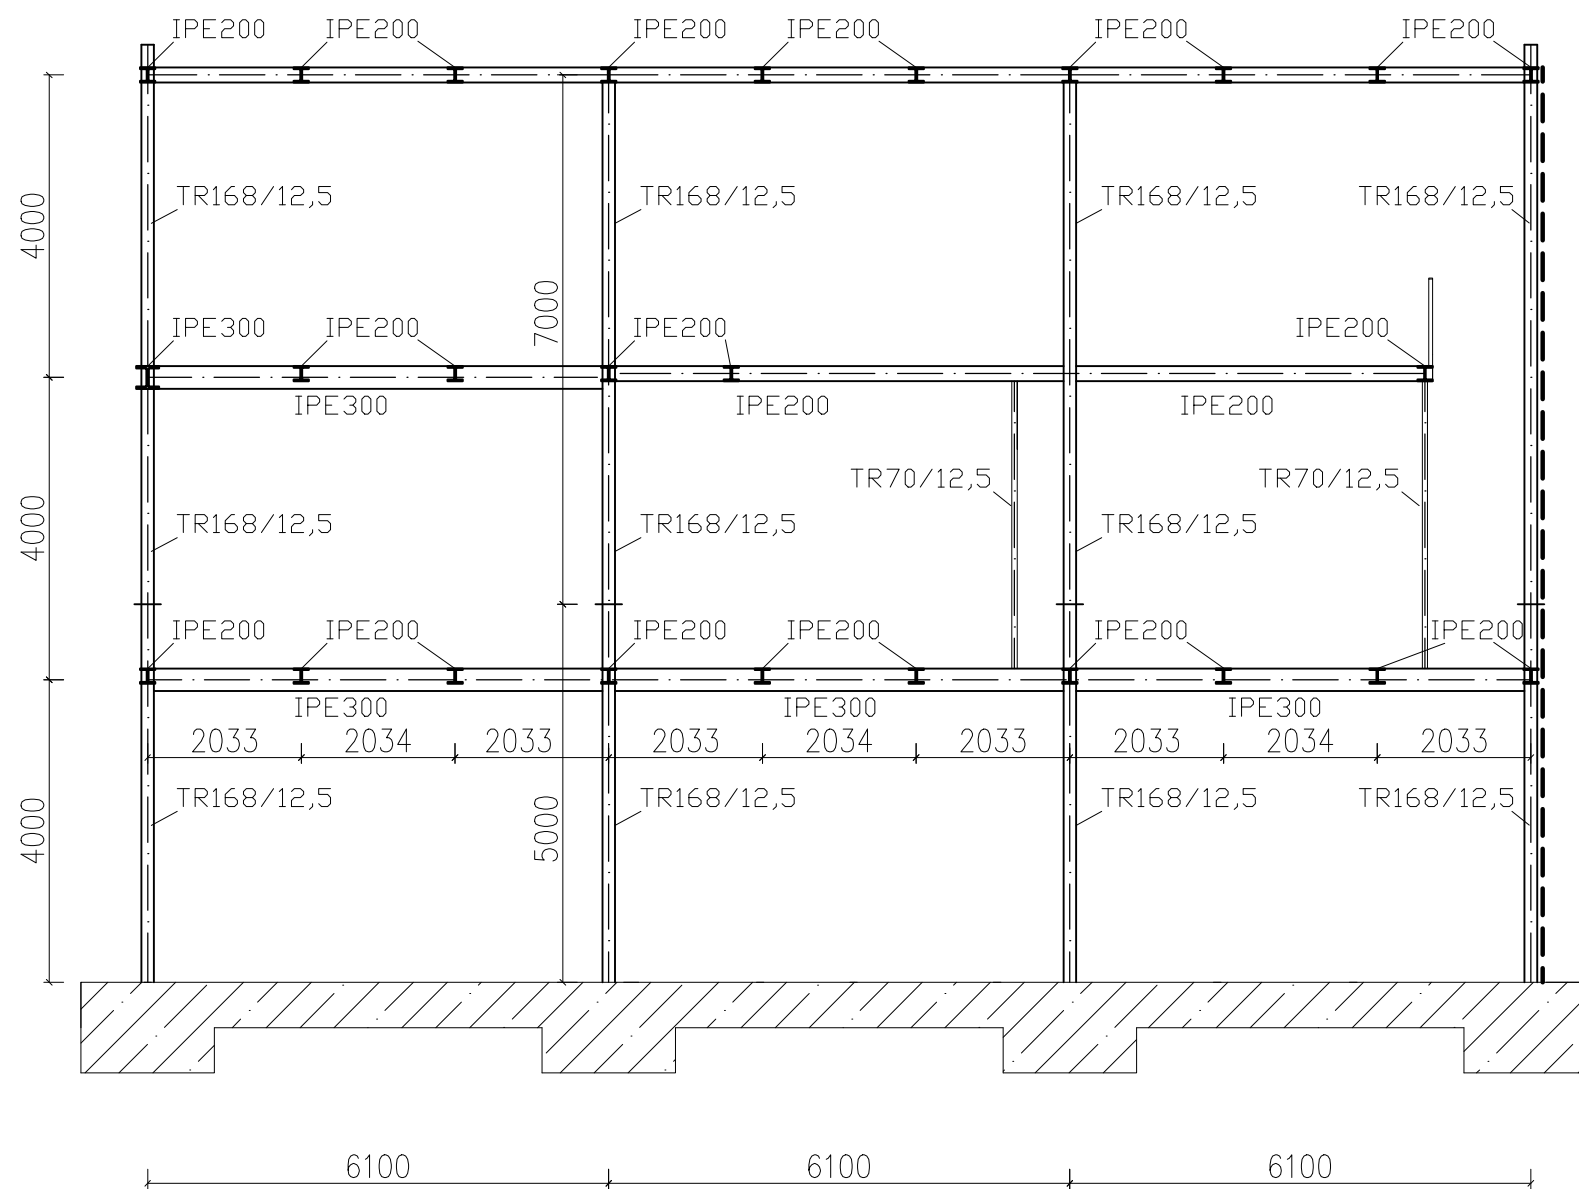 IPE200 IPE200 IPE200 IPE200 IPE200 IPE200
TR168/12,5 TR168/12,5 TR168/12,5 TR168/12,5
4000
7000
IPE300 IPE200 IPE200 IPE200
IPE300 IPE200 IPE200
TR70/12,5 TR70/12,5
TR168/12,5 TR168/12,5 TR168/12,5
4000
IPE200 IPE200 IPE200 IPE200 IPE200 IPE200
IPE300 IPE300 IPE300
2033 2034 2033 2033 2034 2033 2033 2034 2033
TR168/12,5 TR168/12,5 TR168/12,5 TR168/12,5
4000
5000
6100 6100 6100